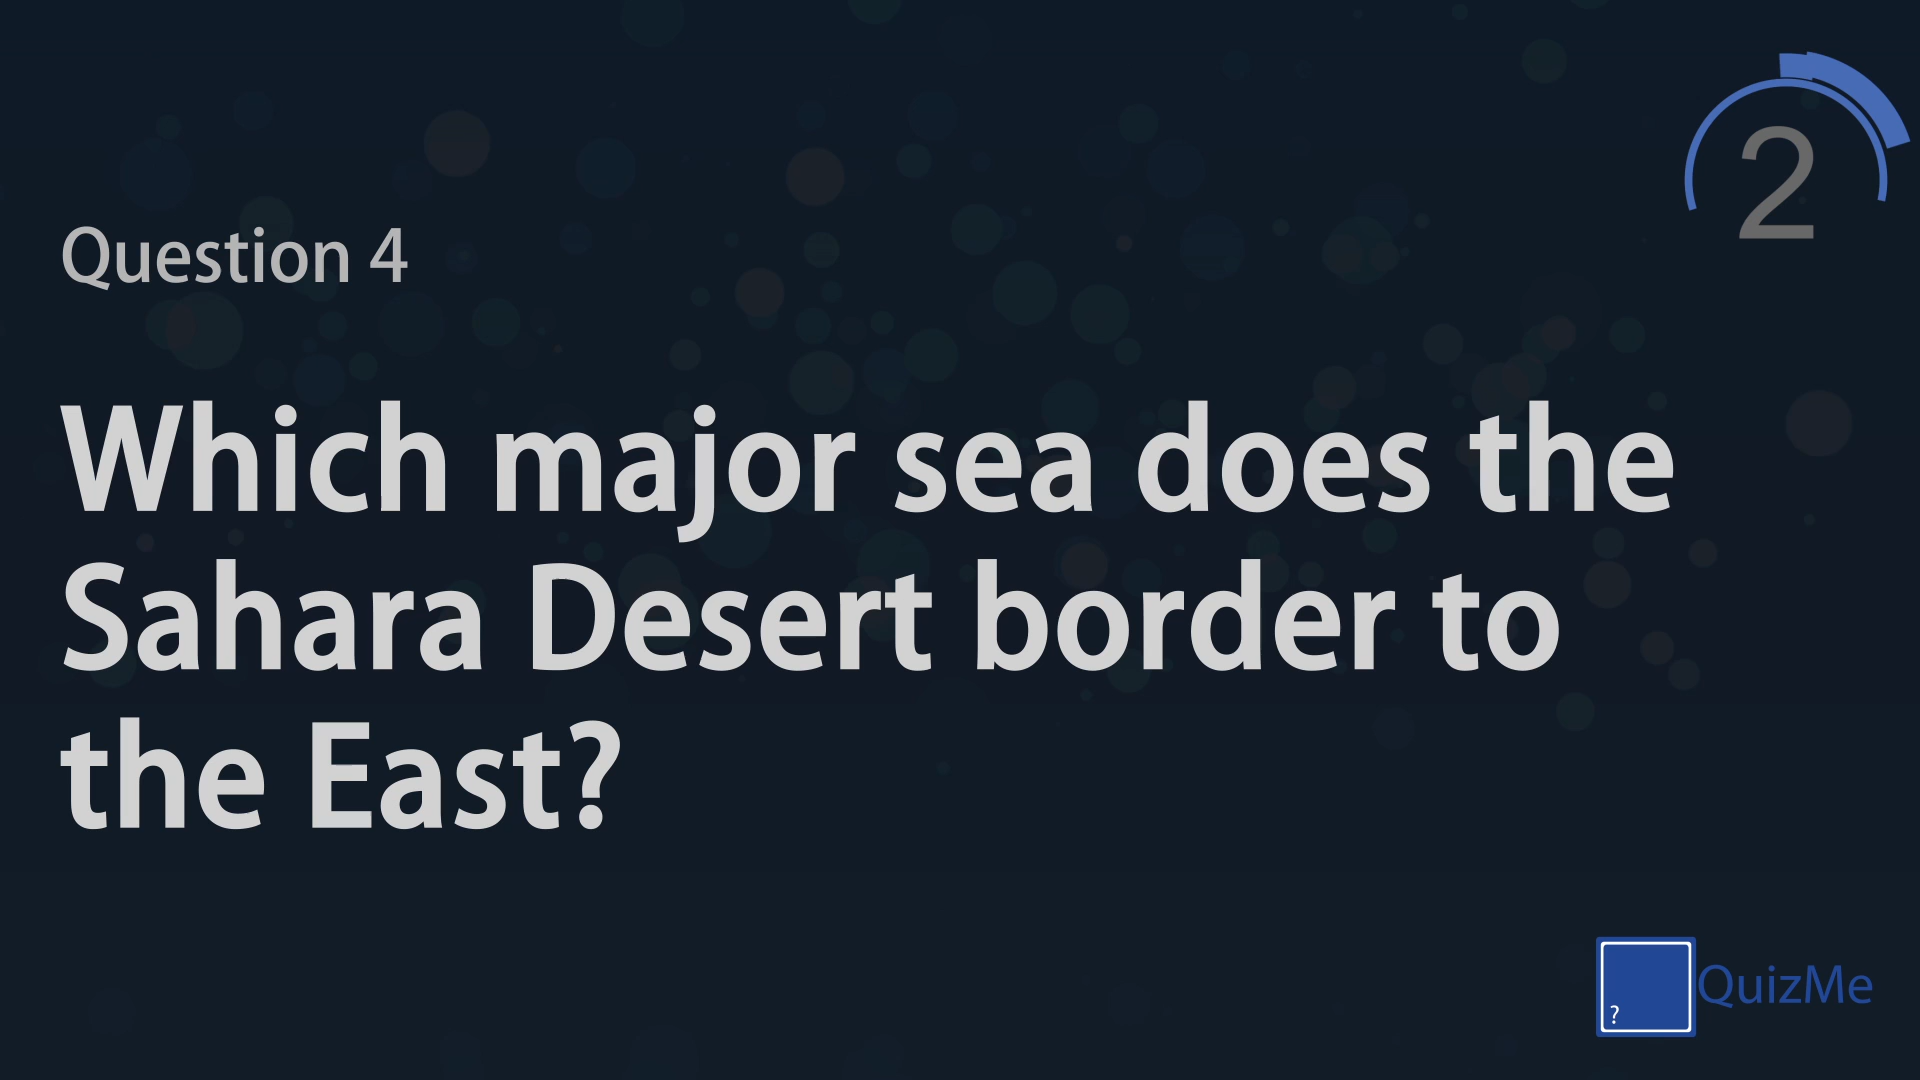 2
Question 4
Which major sea does the
Sahara Desert border to
the East?
?
QuizMe